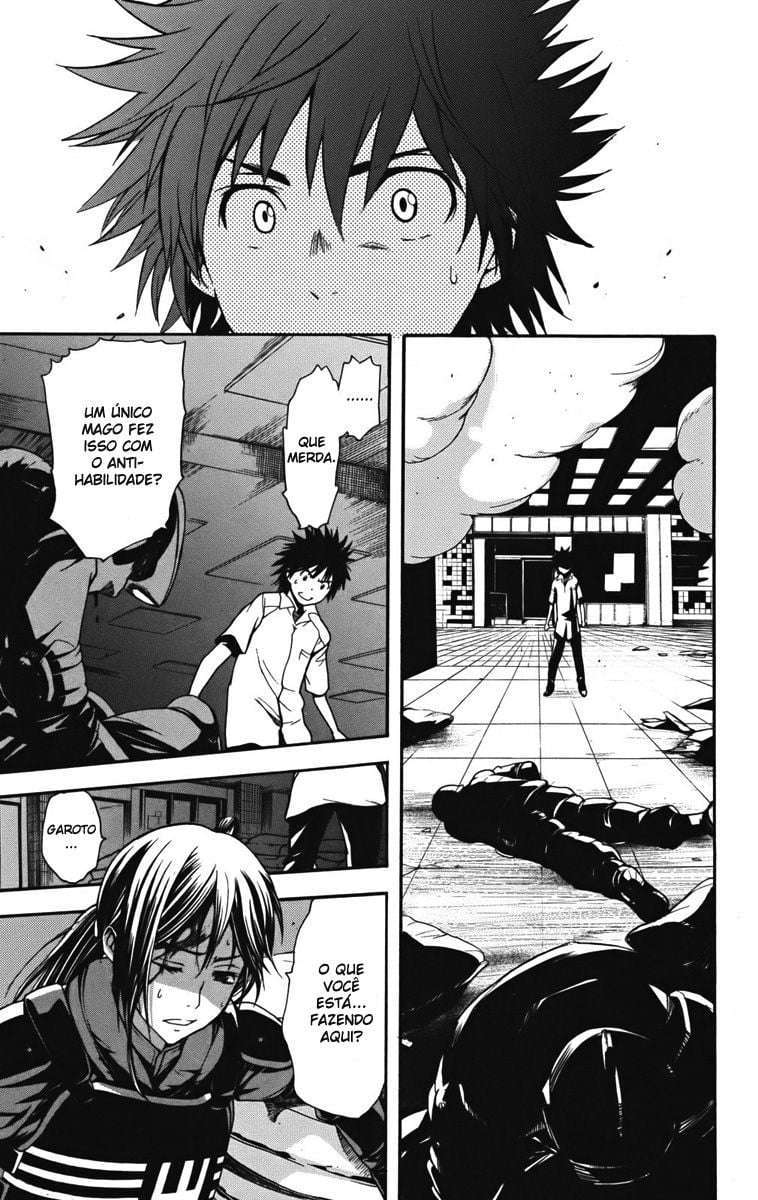 ......
QUE
MERDA.
UM ÚNICO
MAGO FEZ
ISSO COM
O ANTI-
HABILIDADE?
GAROTO
...
O QUE
VOCÊ
ESTÁ...
FAZENDO
AQUI?